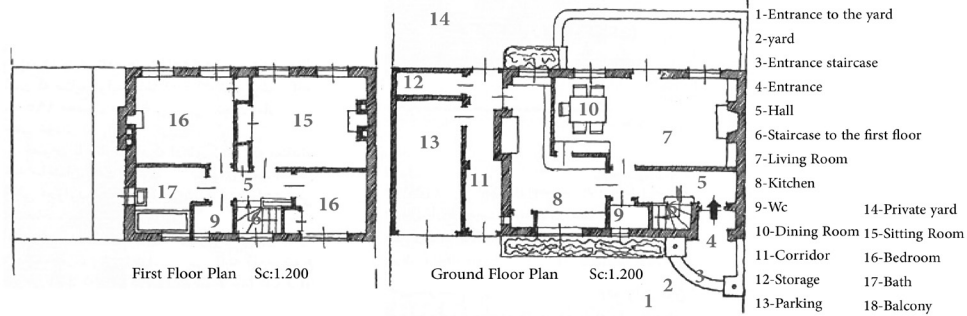 14
12
13
11
10
7
8
9
6
5
4
3
2
1
Ground Floor Plan Sc:1.200
16
15
17
5
9
6
16
First Floor Plan Sc:1.200
1-Entrance to the yard
2-yard
3-Entrance staircase
4-Entrance
5-Hall
6-Staircase to the first floor
7-Living Room
8-Kitchen
9-Wc
10-Dining Room
11-Corridor
12-Storage
13-Parking
14-Private yard
15-Sitting Room
16-Bedroom
17-Bath
18-Balcony